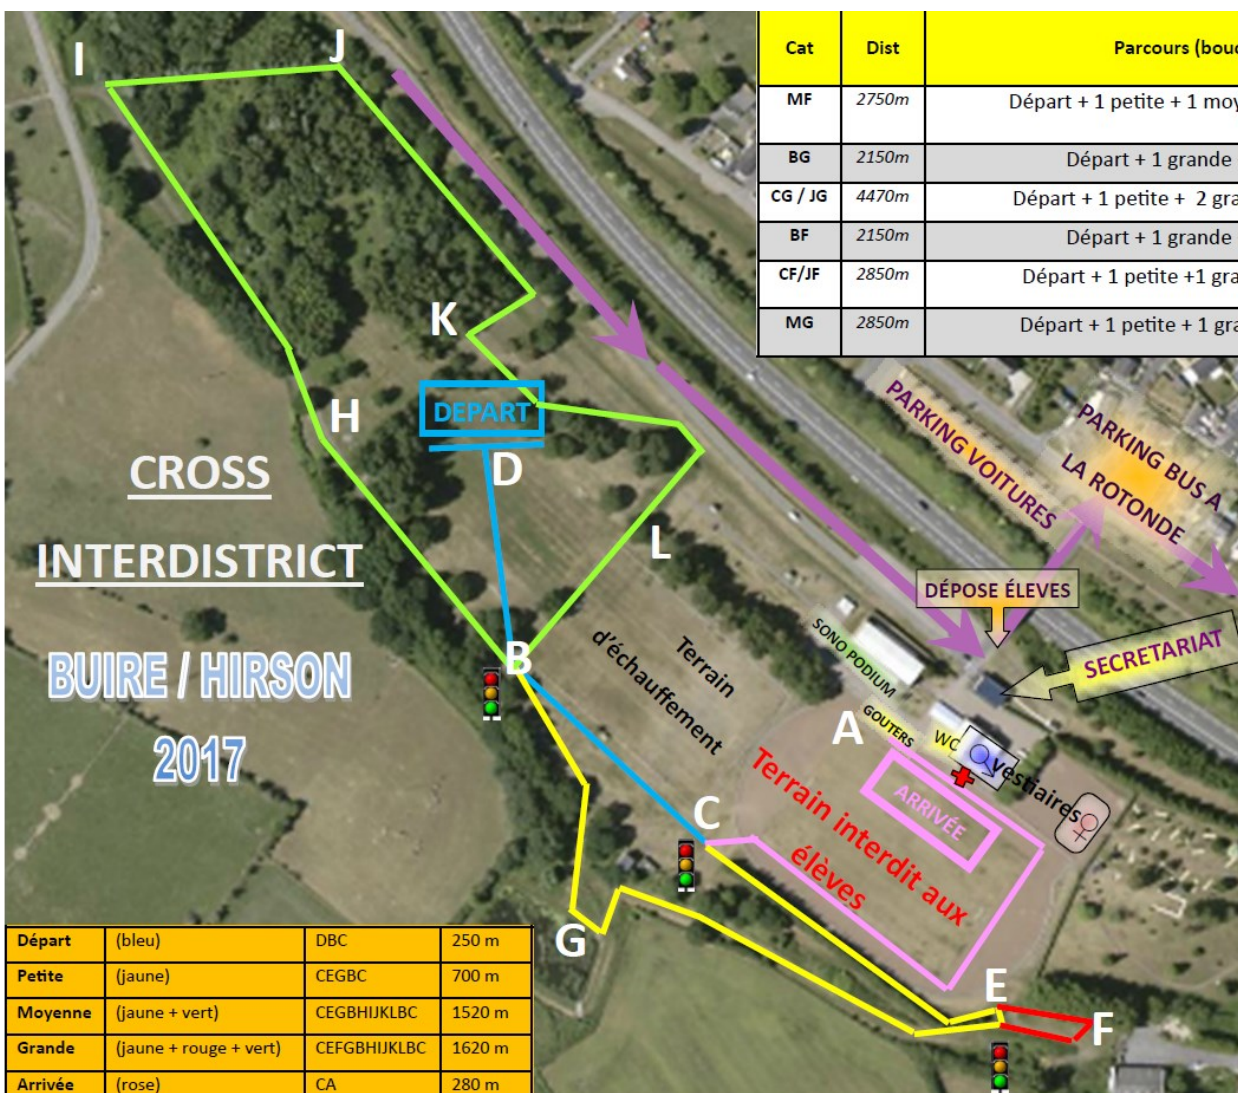 I
J
Cat Dist Parcours (bouc
MF 2750m Départ + 1 petite + 1 moy
BG 2150m Départ + 1 grande
CG / JG 4470m Départ + 1 petite + 2 gra
BF 2150m Départ + 1 grande
CF/JF 2850m Départ + 1 petite +1 gra
MG 2850m Départ + 1 petite + 1 gra
K
H
DEPART
D
L
CROSS
INTERDISTRICT
BUIRE / HIRSON
2017
PARKING VOITURES
PARKING BUS A
LA ROTONDE
DÉPOSE ÉLEVES
SECRETARIAT
SONO PODIUM
GOUTERS
WC
vestiaires
Terrain
d'échauffement
B
A
C
ARRIVÉE
Terrain interdit aux
élèves
G
E
F
Départ (bleu) DBC 250 m
Petite (jaune) CEGBC 700 m
Moyenne (jaune + vert) CEGBHIJKLBC 1520 m
Grande (jaune + rouge + vert) CEFGBHIJKLBC 1620 m
Arrivée (rose) CA 280 m